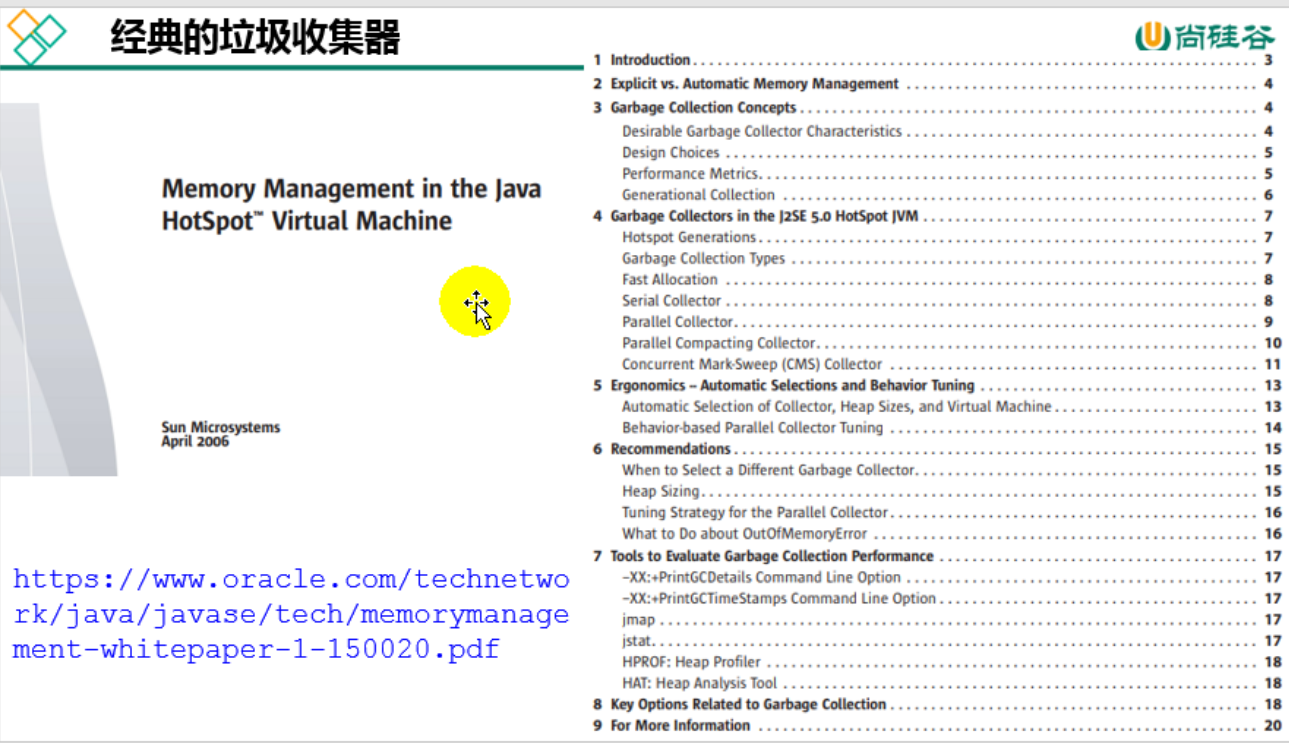 经典的垃圾收集器
尚硅谷
Memory Management in the Java
HotSpot™ Virtual Machine
Sun Microsystems
April 2006
https://www.oracle.com/technetwo
rk/java/javase/tech/memorymanage
ment-whitepaper-1-150020.pdf
1 Introduction . . . . . . . . . . 3
2 Explicit vs. Automatic Memory Management . . . . . . . . . . 4
3 Garbage Collection Concepts . . . . . . . . . . 4
Desirable Garbage Collector Characteristics . . . . . . . . . . 4
Design Choices . . . . . . . . . . 5
Performance Metrics. . . . . . . . . . 5
Generational Collection . . . . . . . . . . 6
4 Garbage Collectors in the J2SE 5.0 HotSpot JVM . . . . . . . . . . 7
Hotspot Generations . . . . . . . . . . 7
Garbage Collection Types . . . . . . . . . . 7
Fast Allocation . . . . . . . . . . 8
Serial Collector . . . . . . . . . . 8
Parallel Collector. . . . . . . . . . 9
Parallel Compacting Collector. . . . . . . . . . 10
Concurrent Mark-Sweep (CMS) Collector . . . . . . . . . . 11
5 Ergonomics – Automatic Selections and Behavior Tuning . . . . . . . . . . 13
Automatic Selection of Collector, Heap Sizes, and Virtual Machine . . . . . . . . . . 13
Behavior-based Parallel Collector Tuning . . . . . . . . . . 14
6 Recommendations . . . . . . . . . . 15
When to Select a Different Garbage Collector. . . . . . . . . . 15
Heap Sizing . . . . . . . . . . 15
Tuning Strategy for the Parallel Collector . . . . . . . . . . 16
What to Do about OutOfMemoryError . . . . . . . . . . 16
7 Tools to Evaluate Garbage Collection Performance . . . . . . . . . . 17
–XX:+PrintGCDetails Command Line Option . . . . . . . . . . 17
–XX:+PrintGCTimeStamps Command Line Option . . . . . . . . . . 17
jmap . . . . . . . . . . 17
jstat. . . . . . . . . . 17
HPROF: Heap Profiler . . . . . . . . . . 18
HAT: Heap Analysis Tool . . . . . . . . . . 18
8 Key Options Related to Garbage Collection . . . . . . . . . . 18
9 For More Information . . . . . . . . . . 20